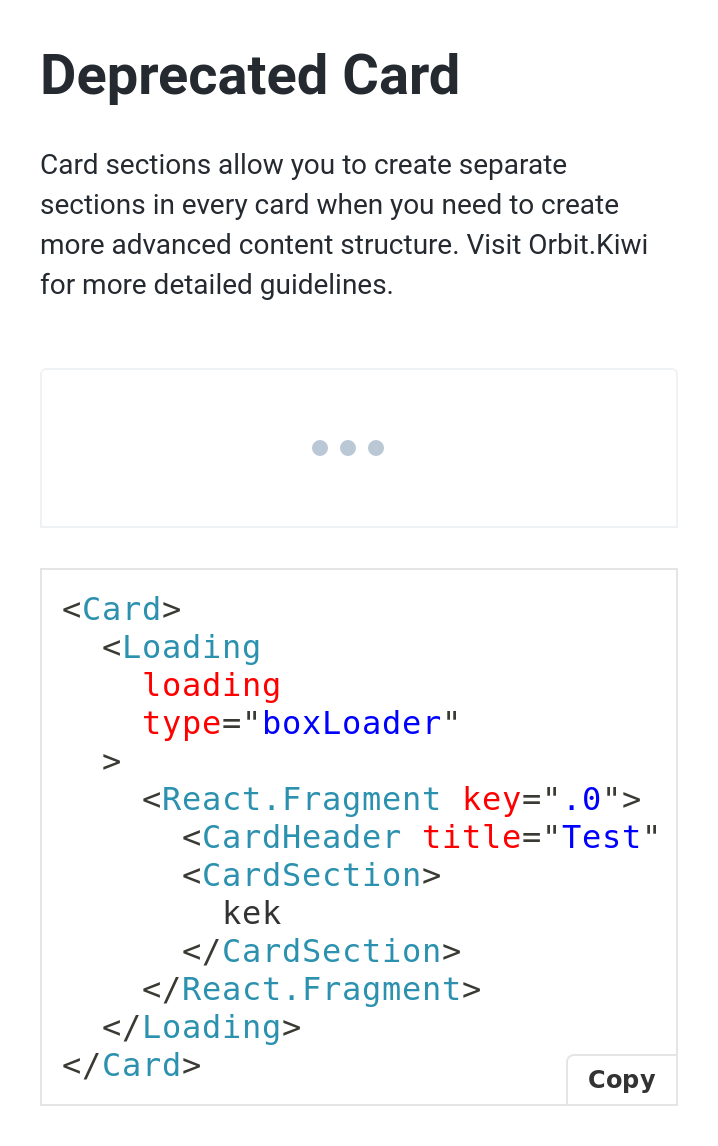 Deprecated Card
Card sections allow you to create separate
sections in every card when you need to create
more advanced content structure. Visit Orbit.Kiwi
for more detailed guidelines.
<Card>
  <Loading
    loading
    type="boxLoader"
  >
    <React.Fragment key=".0">
      <CardHeader title="Test"
      <CardSection>
        kek
      </CardSection>
    </React.Fragment>
  </Loading>
</Card>
Copy